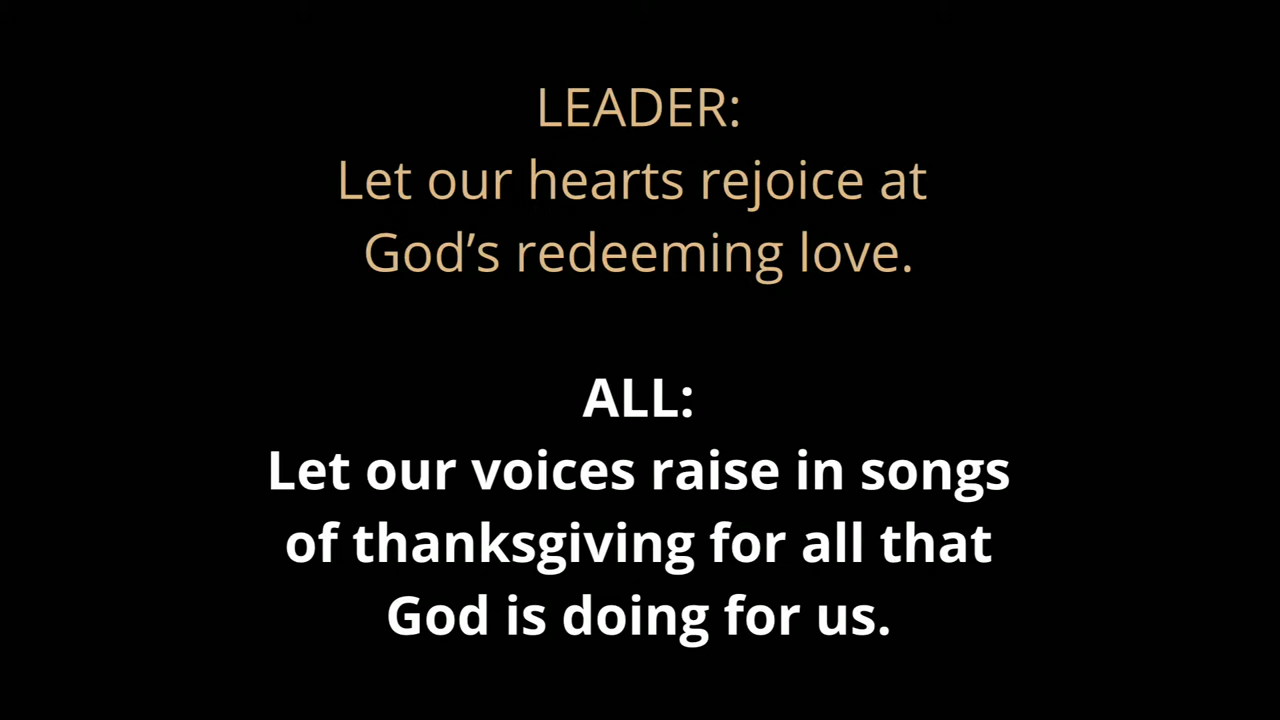 LEADER:
Let our hearts rejoice at
God’s redeeming love.
ALL:
Let our voices raise in songs
of thanksgiving for all that
God is doing for us.